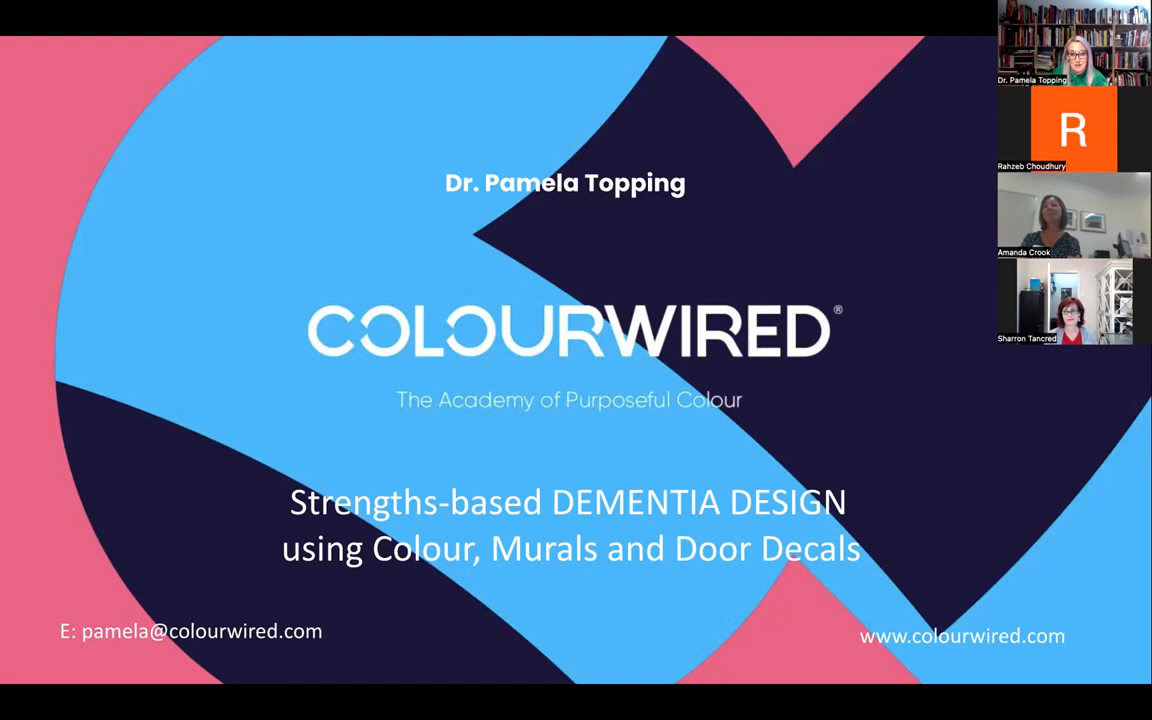 Dr. Pamela Topping
COLOURWIRED®
The Academy of Purposeful Colour
Strengths-based DEMENTIA DESIGN
using Colour, Murals and Door Decals
E: pamela@colourwired.com
www.colourwired.com
Dr. Pamela Topping
R
Rahzeb Choudhury
Amanda Crook
Sharron Tancred